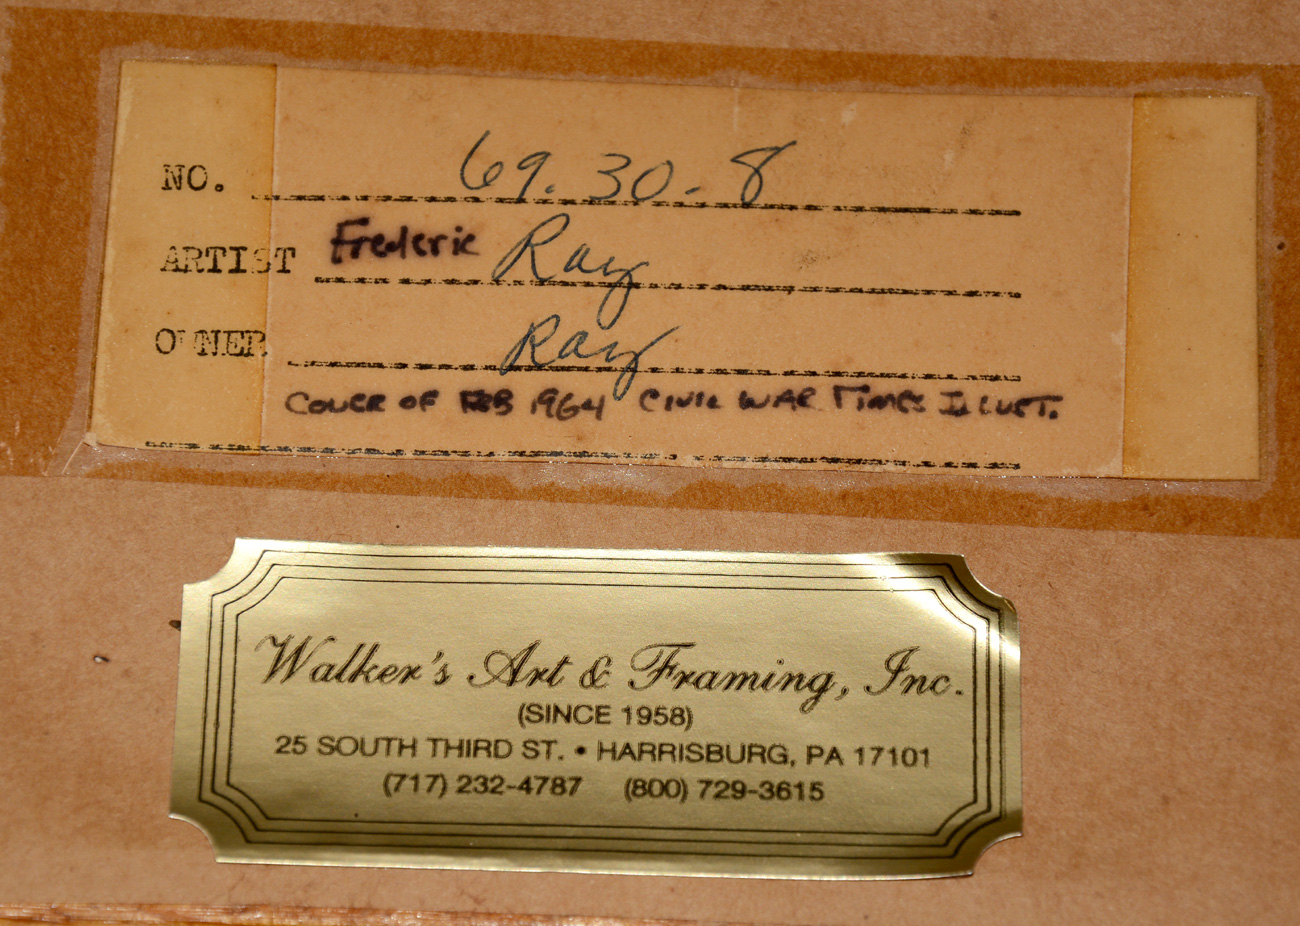 NO. 69.30-8
ARTIST Frederic Ray
OWNER Ray
COVER OF FEB 1964 CIVIL WAR TIMES ILLUST.
Walker's Art & Framing, Inc.
(SINCE 1958)
25 SOUTH THIRD ST. • HARRISBURG, PA 17101
(717) 232-4787 (800) 729-3615